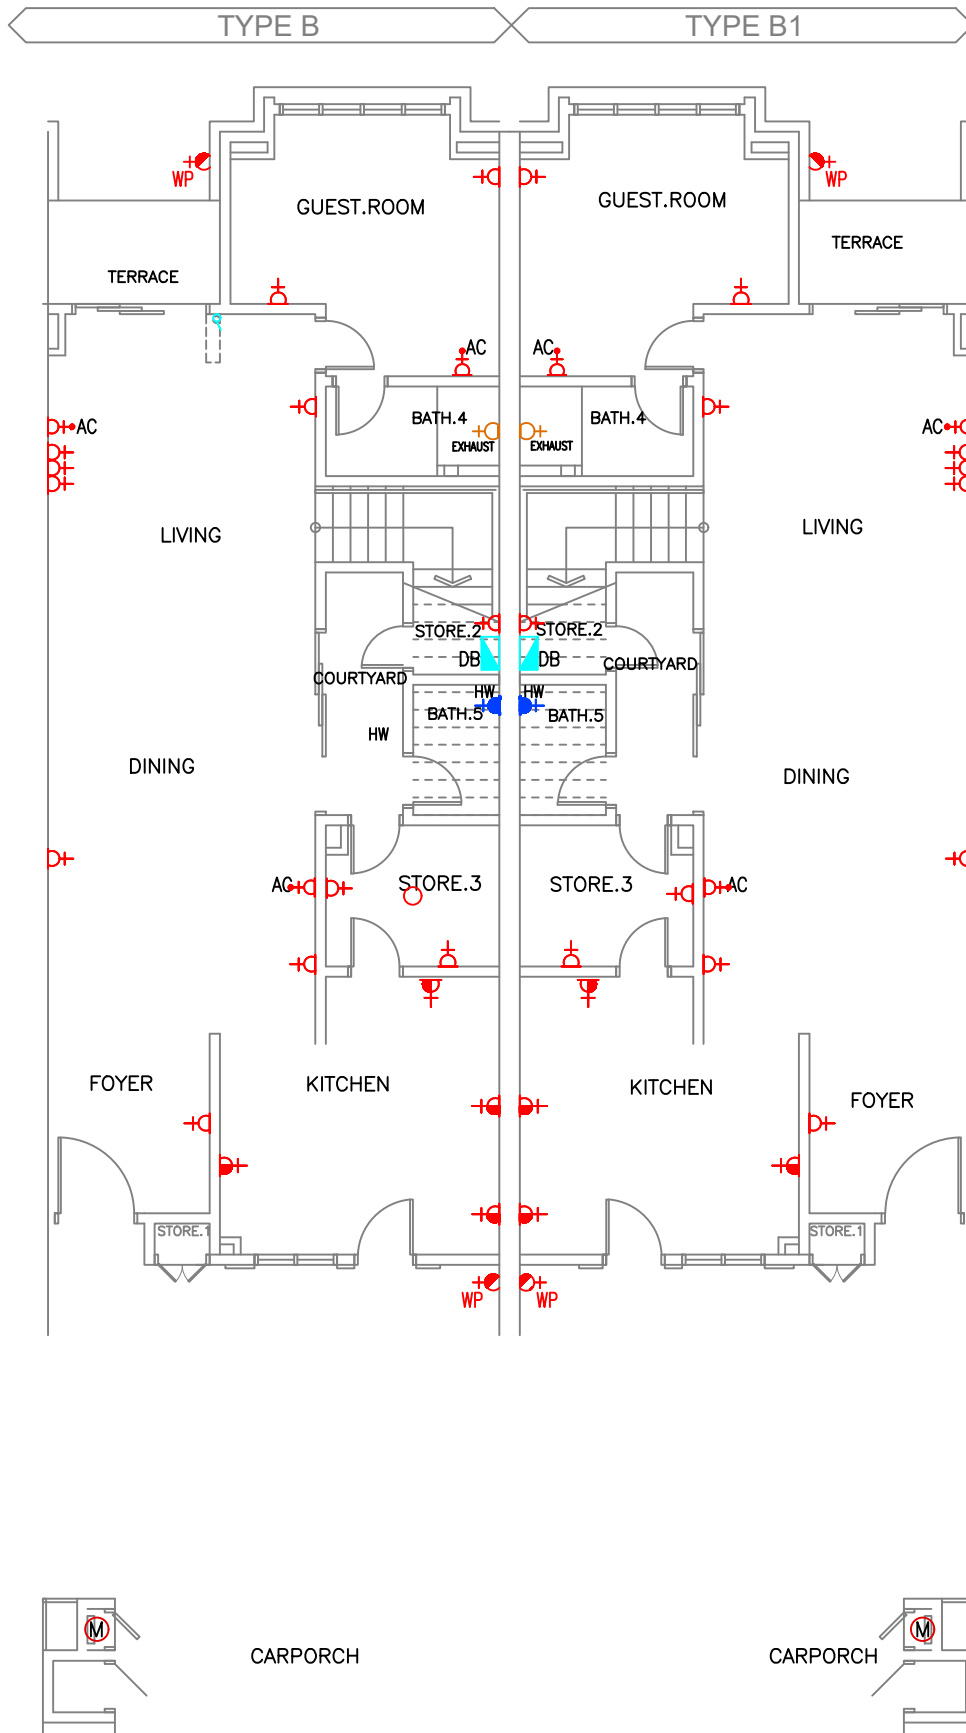 TYPE B TYPE B1
WP WP
GUEST.ROOM GUEST.ROOM
TERRACE TERRACE
AC AC
BATH.4 BATH.4
AC AC
EXHAUST EXHAUST
LIVING LIVING
STORE.2 STORE.2
DB DB
COURTYARD COURTYARD
HW HW
BATH.5 BATH.5
HW
DINING DINING
AC STORE.3 STORE.3 AC
FOYER KITCHEN KITCHEN FOYER
STORE.1 STORE.1
WP WP
M M
CARPORCH CARPORCH